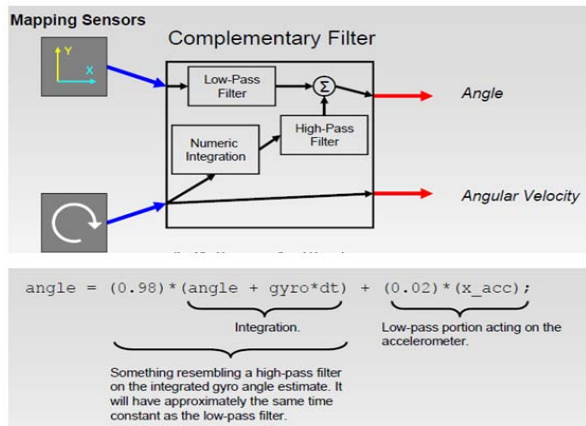 Mapping Sensors
Complementary Filter
Y
X
Low-Pass
Filter
Σ
Angle
Numeric
Integration
High-Pass
Filter
Angular Velocity
angle = (0.98)*(angle + gyro*dt) + (0.02)*(x_acc);
Integration.
Low-pass portion acting on the
accelerometer.
Something resembling a high-pass filter
on the integrated gyro angle estimate. It
will have approximately the same time
constant as the low-pass filter.